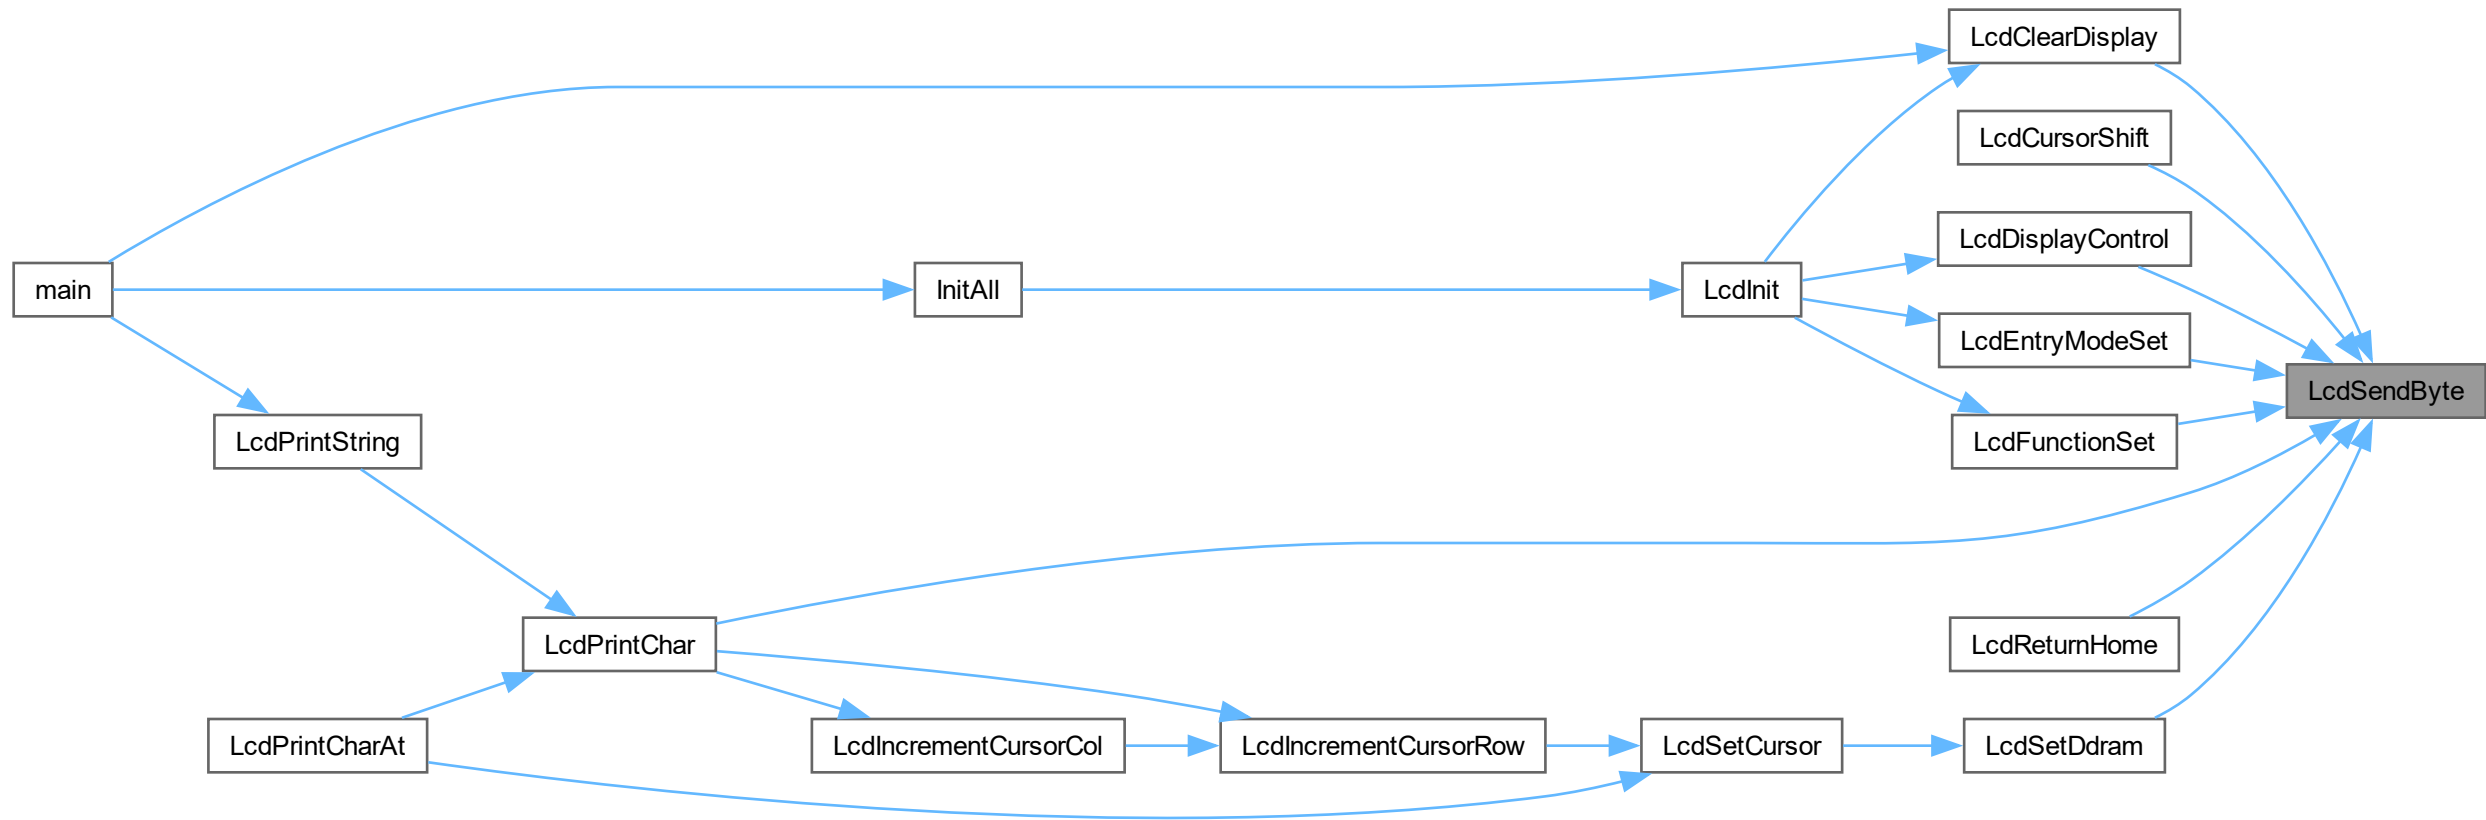 LcdClearDisplay
LcdCursorShift
LcdDisplayControl
main
InitAll
LcdInit
LcdEntryModeSet
LcdSendByte
LcdPrintString
LcdFunctionSet
LcdPrintChar
LcdReturnHome
LcdPrintCharAt
LcdIncrementCursorCol
LcdIncrementCursorRow
LcdSetCursor
LcdSetDdram